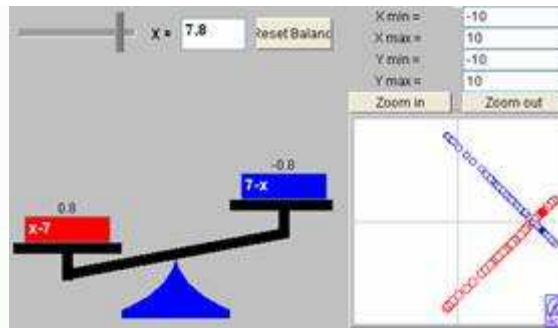 X = 7.8
Reset Balanc
X min = -10
X max = 10
Y min = -10
Y max = 10
Zoom in Zoom out
-0.8
7-x
0.8
x-7